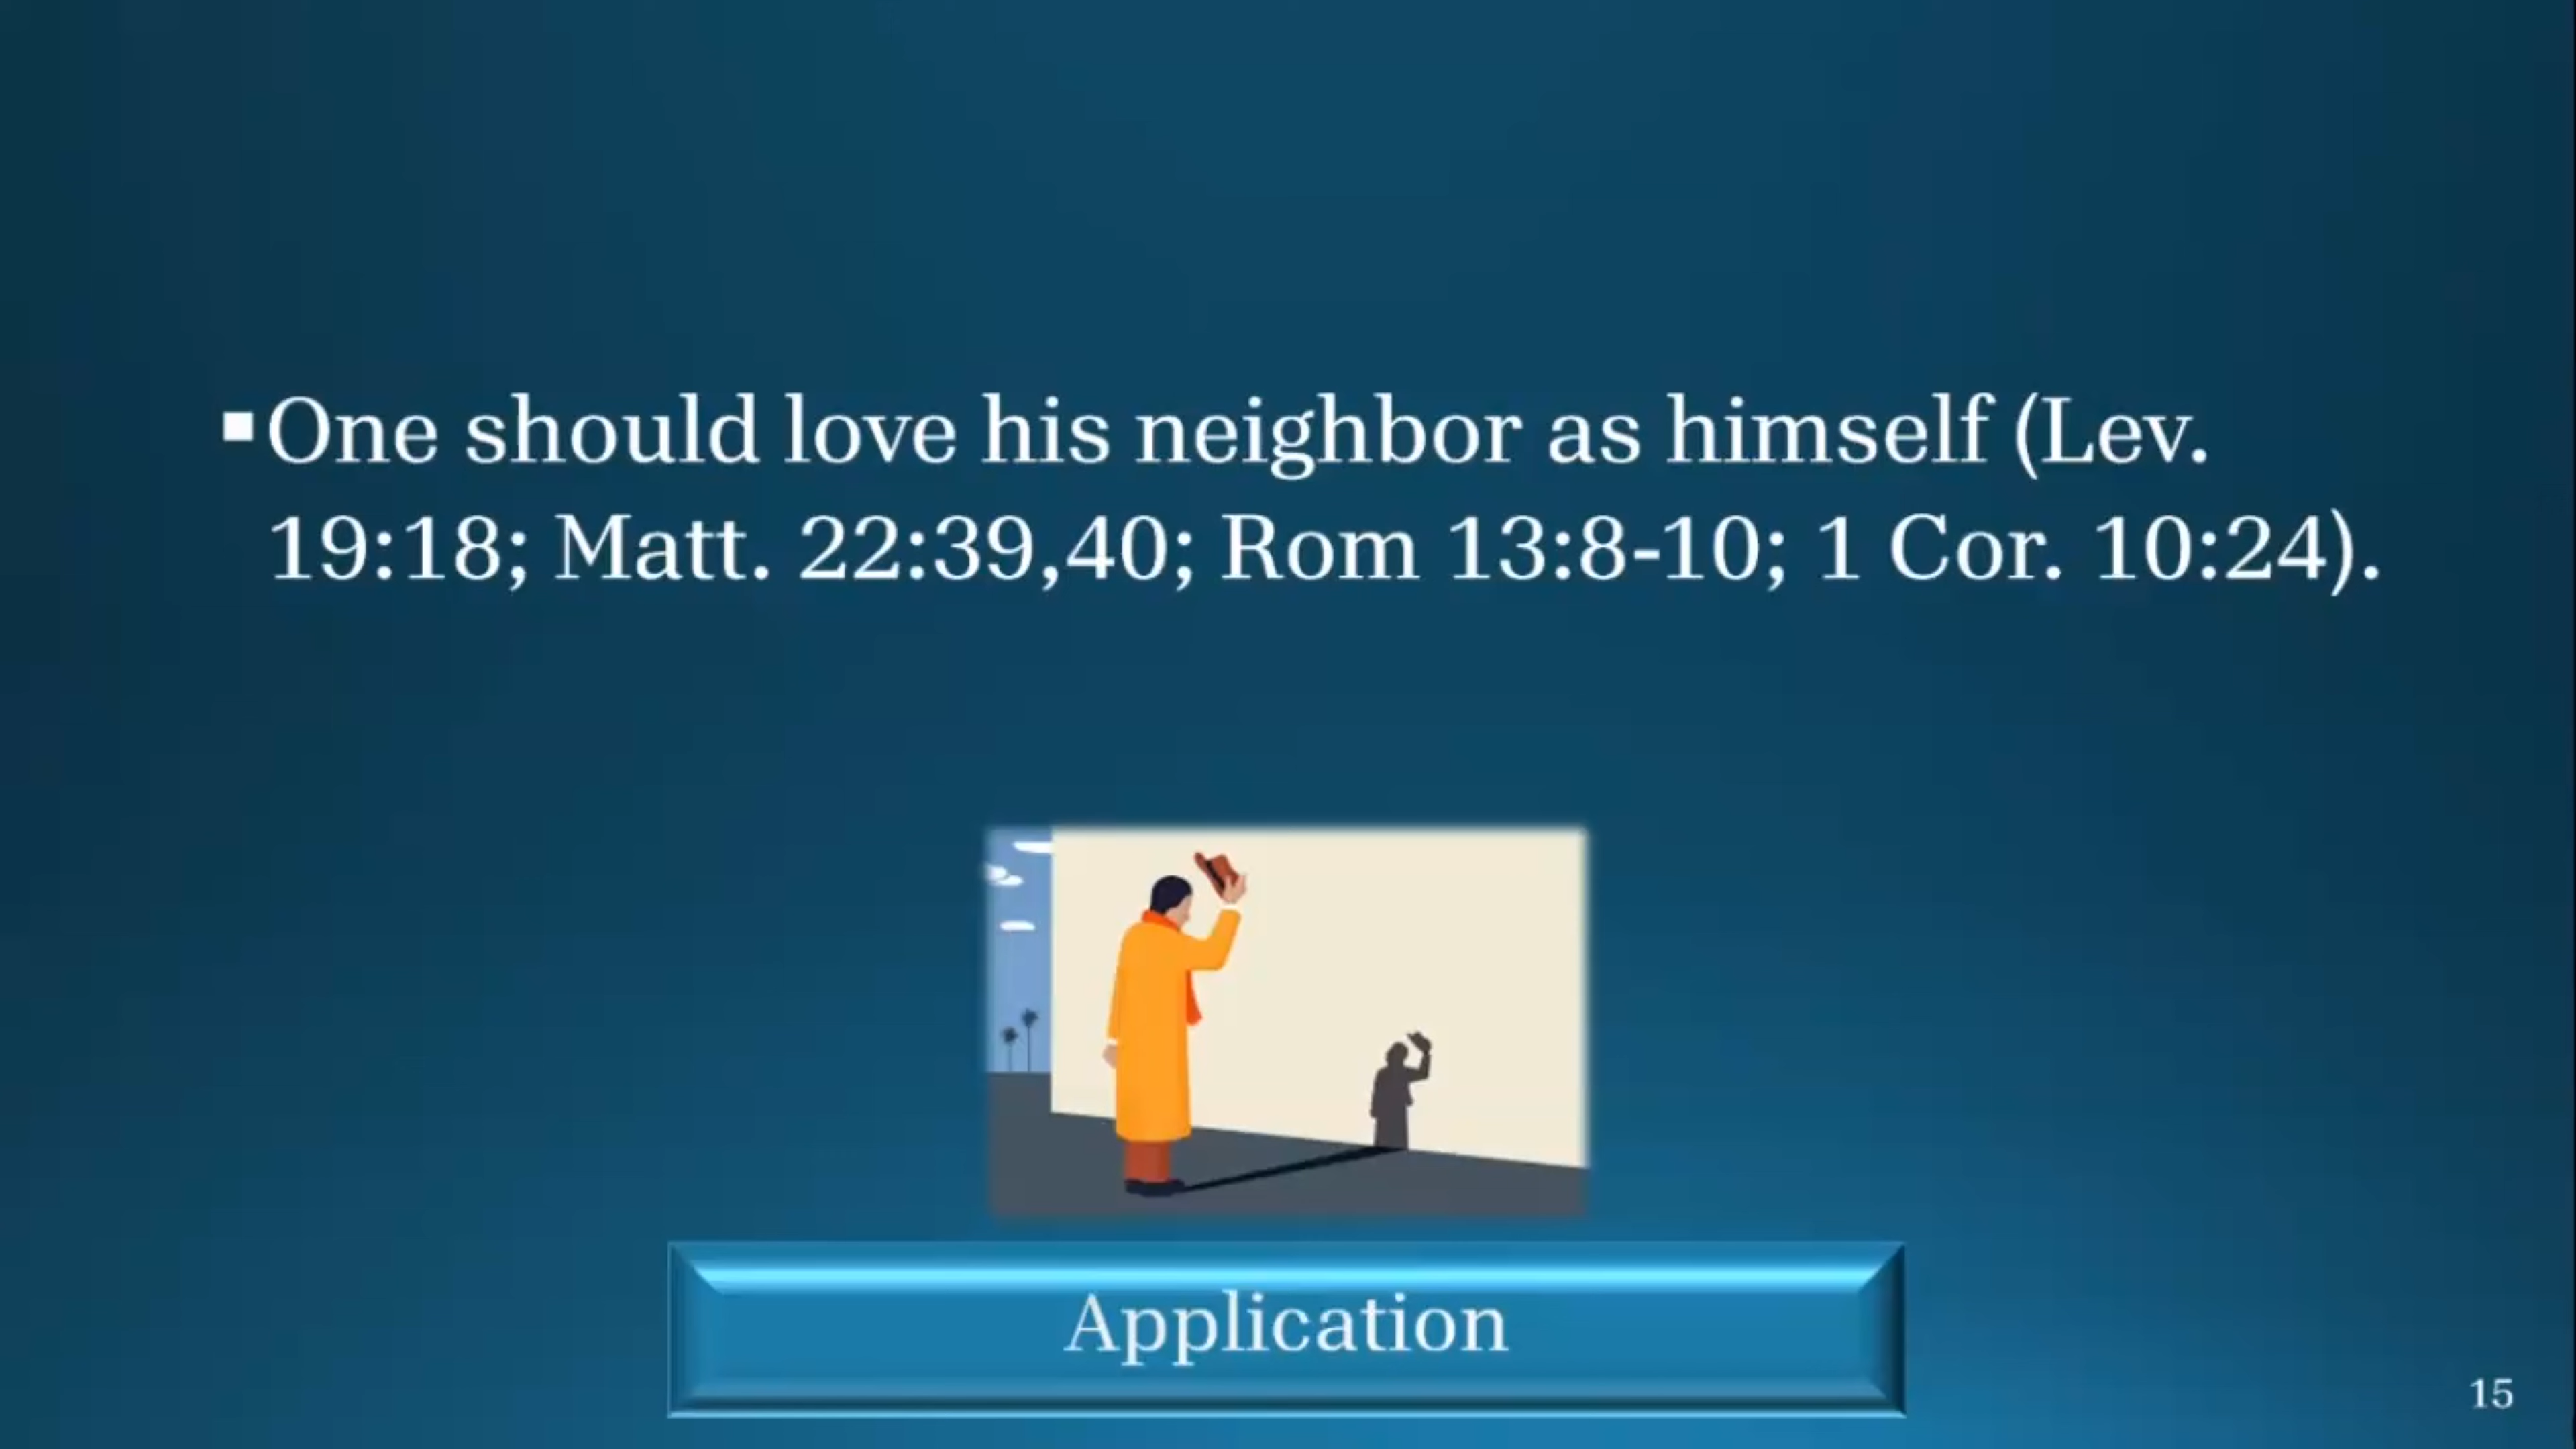 ▪One should love his neighbor as himself (Lev.
19:18; Matt. 22:39,40; Rom 13:8-10; 1 Cor. 10:24).
Application
15